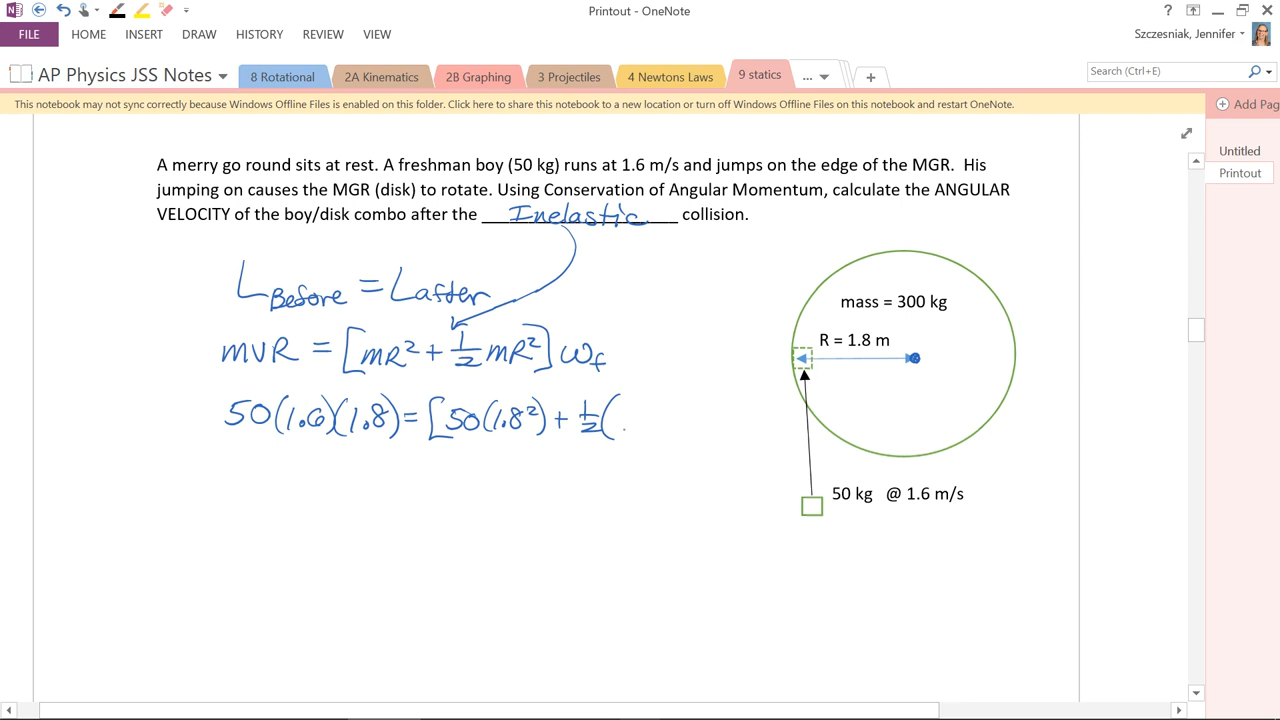 Printout - OneNote
FILE HOME INSERT DRAW HISTORY REVIEW VIEW
Szczesniak, Jennifer
AP Physics JSS Notes
8 Rotational 2A Kinematics 2B Graphing 3 Projectiles 4 Newtons Laws 9 statics ... +
Search (Ctrl+E)
This notebook may not sync correctly because Windows Offline Files is enabled on this folder. Click here to share this notebook to a new location or turn off Windows Offline Files on this notebook and restart OneNote.
Add Pag
Untitled
Printout
A merry go round sits at rest. A freshman boy (50 kg) runs at 1.6 m/s and jumps on the edge of the MGR. His
jumping on causes the MGR (disk) to rotate. Using Conservation of Angular Momentum, calculate the ANGULAR
VELOCITY of the boy/disk combo after the Inelastic collision.
L Before = L after
mVR = [mR² + 1/2 mR²] ωf
50(1.6)(1.8) = [50(1.8²) + 1/2(
mass = 300 kg
R = 1.8 m
50 kg @ 1.6 m/s